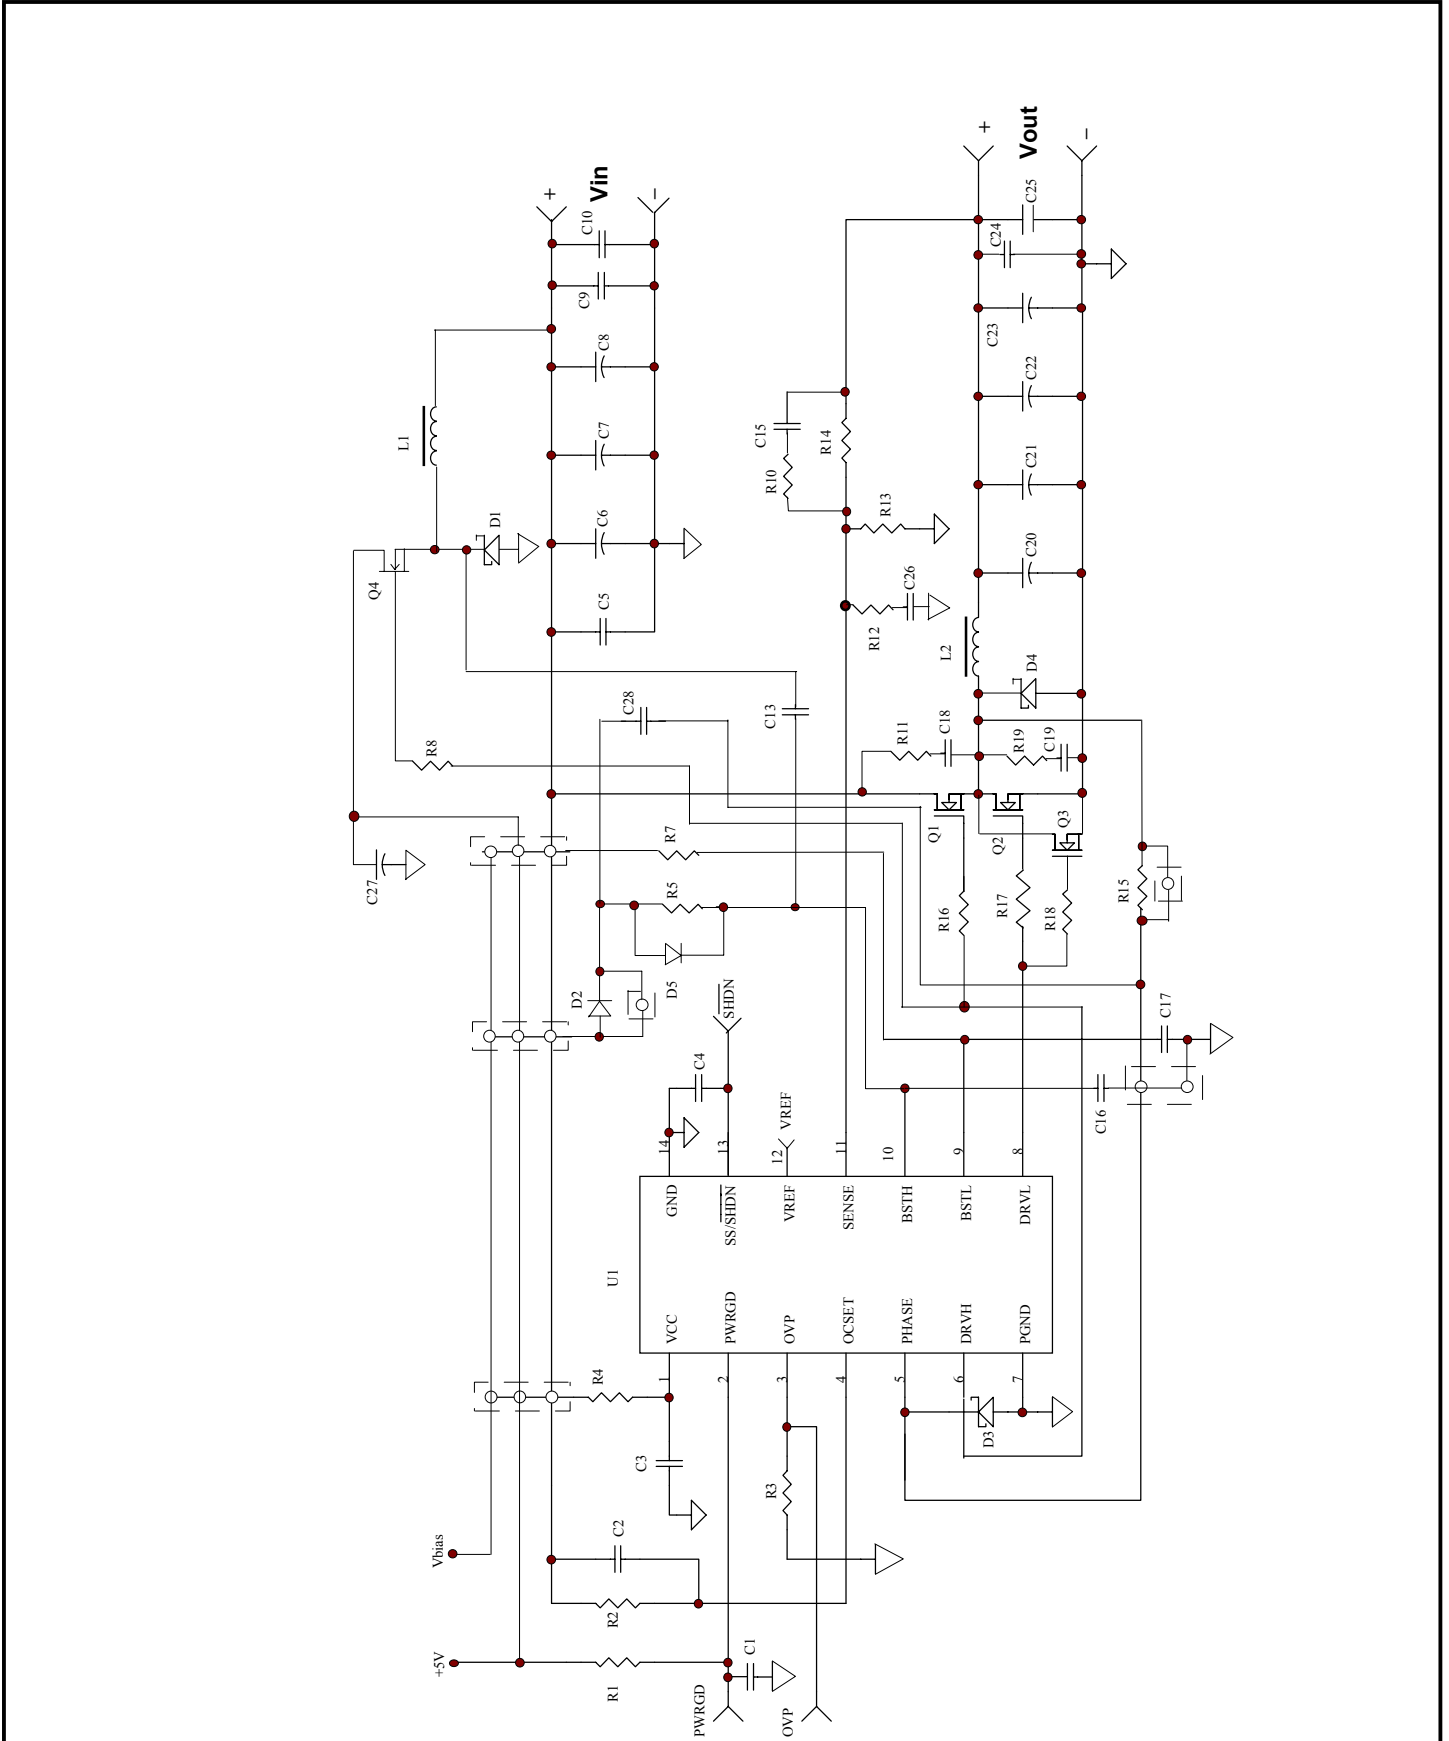 Vout
+
-
Vin
+
-
C10
C9
C8
C7
C6
C5
L1
D1
Q4
C25
C24
C23
C22
C21
C20
C15
R10
R14
R13
R12
C26
L2
D4
R11
C18
R19
C19
Q1
Q2
Q3
C28
C13
R8
R7
R5
C27
D5
D2
R16
R17
R18
R15
C17
C16
C4
SHDN
VREF
14
13
12
11
10
9
8
GND
SS/SHDN
VREF
SENSE
BSTH
BSTL
DRVL
U1
VCC
PWRGD
OVP
OCSET
PHASE
DRVH
PGND
1
2
3
4
5
6
7
R4
C3
R3
D3
C2
R2
Vbias
+5V
R1
C1
PWRGD
OVP